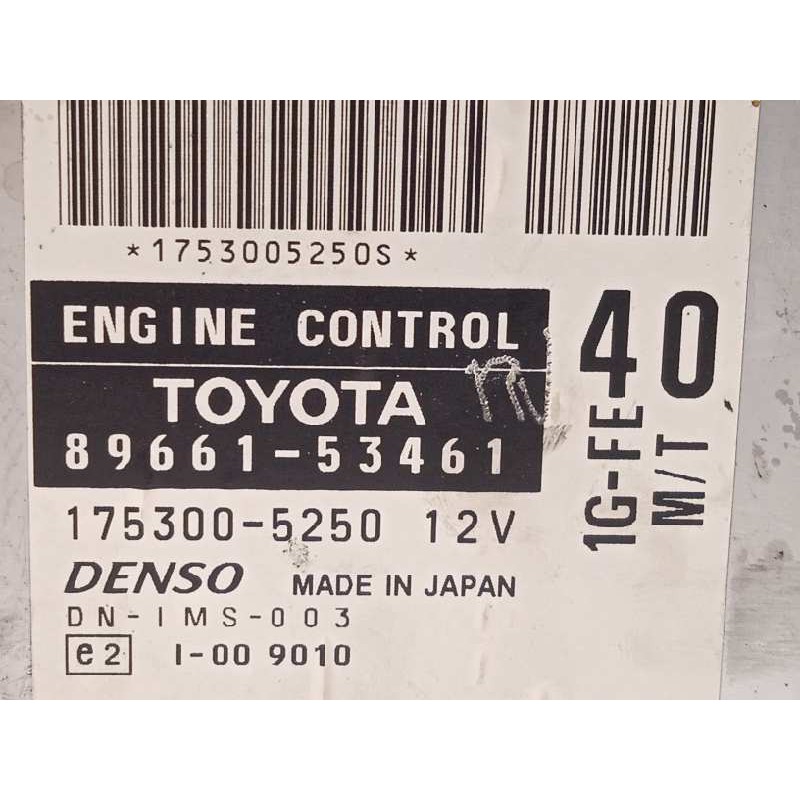 *1753005250S*
ENGINE CONTROL
TOYOTA
89661-53461
175300-5250 12V
DENSO MADE IN JAPAN
DN-IMS-003
e2 I-00 9010
40
1G-FE
M/T